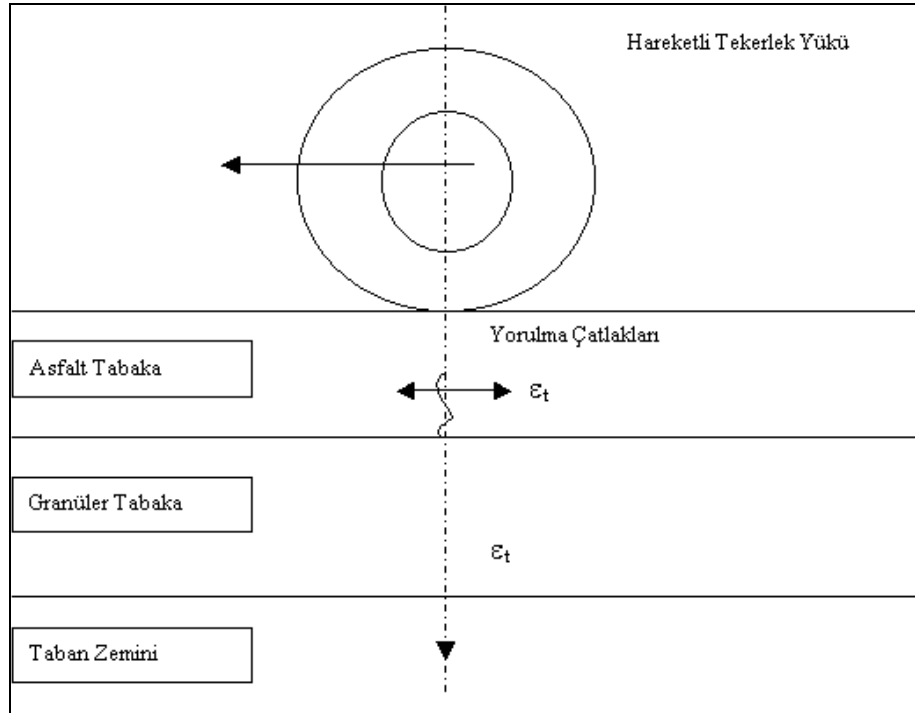 Hareketli Tekerlek Yükü
Yorulma Çatlakları
Asfalt Tabaka
εt
Granüler Tabaka
εt
Taban Zemini